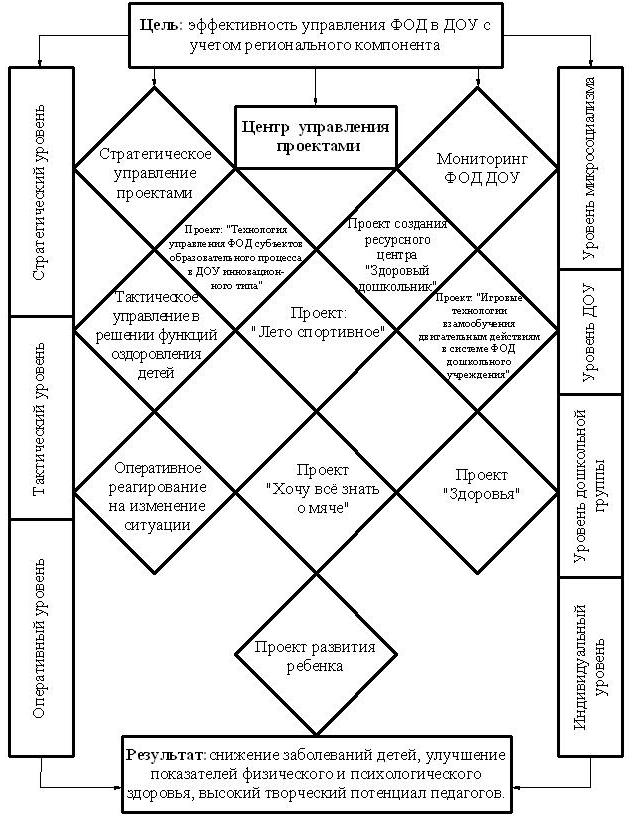 Цель: эффективность управления ФОД в ДОУ с
учетом регионального компонента
Стратегический уровень
Тактический уровень
Оперативный уровень
Центр управления
проектами
Стратегическое
управление
проектами
Мониторинг
ФОД ДОУ
Проект: "Технология
управления ФОД субъектов
образовательного процесса
в ДОУ инновацион-
ного типа"
Проект создания
ресурсного
центра
"Здоровый
дошкольник"
Тактическое
управление в
решении функций
оздоровления
детей
Проект:
"Лето спортивное"
Проект: "Игровые
технологии
взамообучения
двигательным действиям
в системе ФОД
дошкольного
учреждения"
Оперативное
реагирование
на изменение
ситуации
Проект
"Хочу всё знать
о мяче"
Проект
"Здоровья"
Проект развития
ребенка
Уровень микросоциализма
Уровень ДОУ
Уровень дошкольной
группы
Индивидуальный
уровень
Результат: снижение заболеваний детей, улучшение
показателей физического и психологического
здоровья, высокий творческий потенциал педагогов.